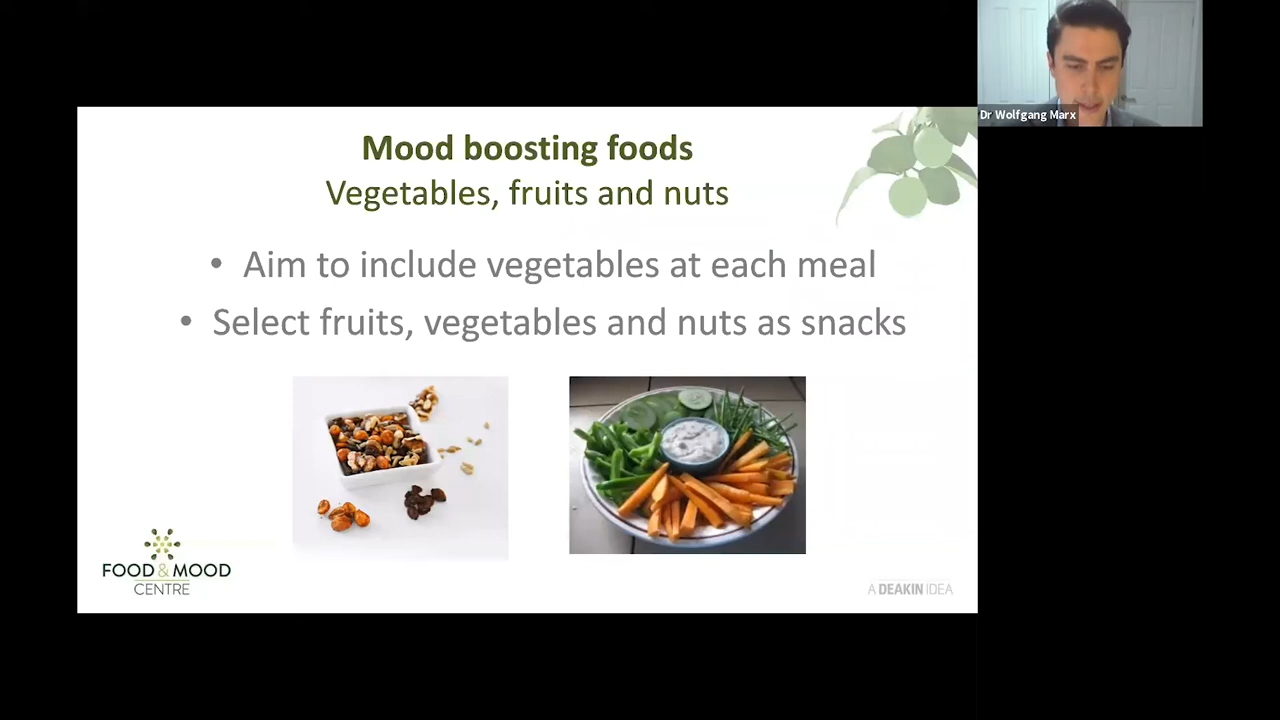 Dr Wolfgang Marx
Mood boosting foods
Vegetables, fruits and nuts
• Aim to include vegetables at each meal
• Select fruits, vegetables and nuts as snacks
FOOD & MOOD
CENTRE
A DEAKIN IDEA